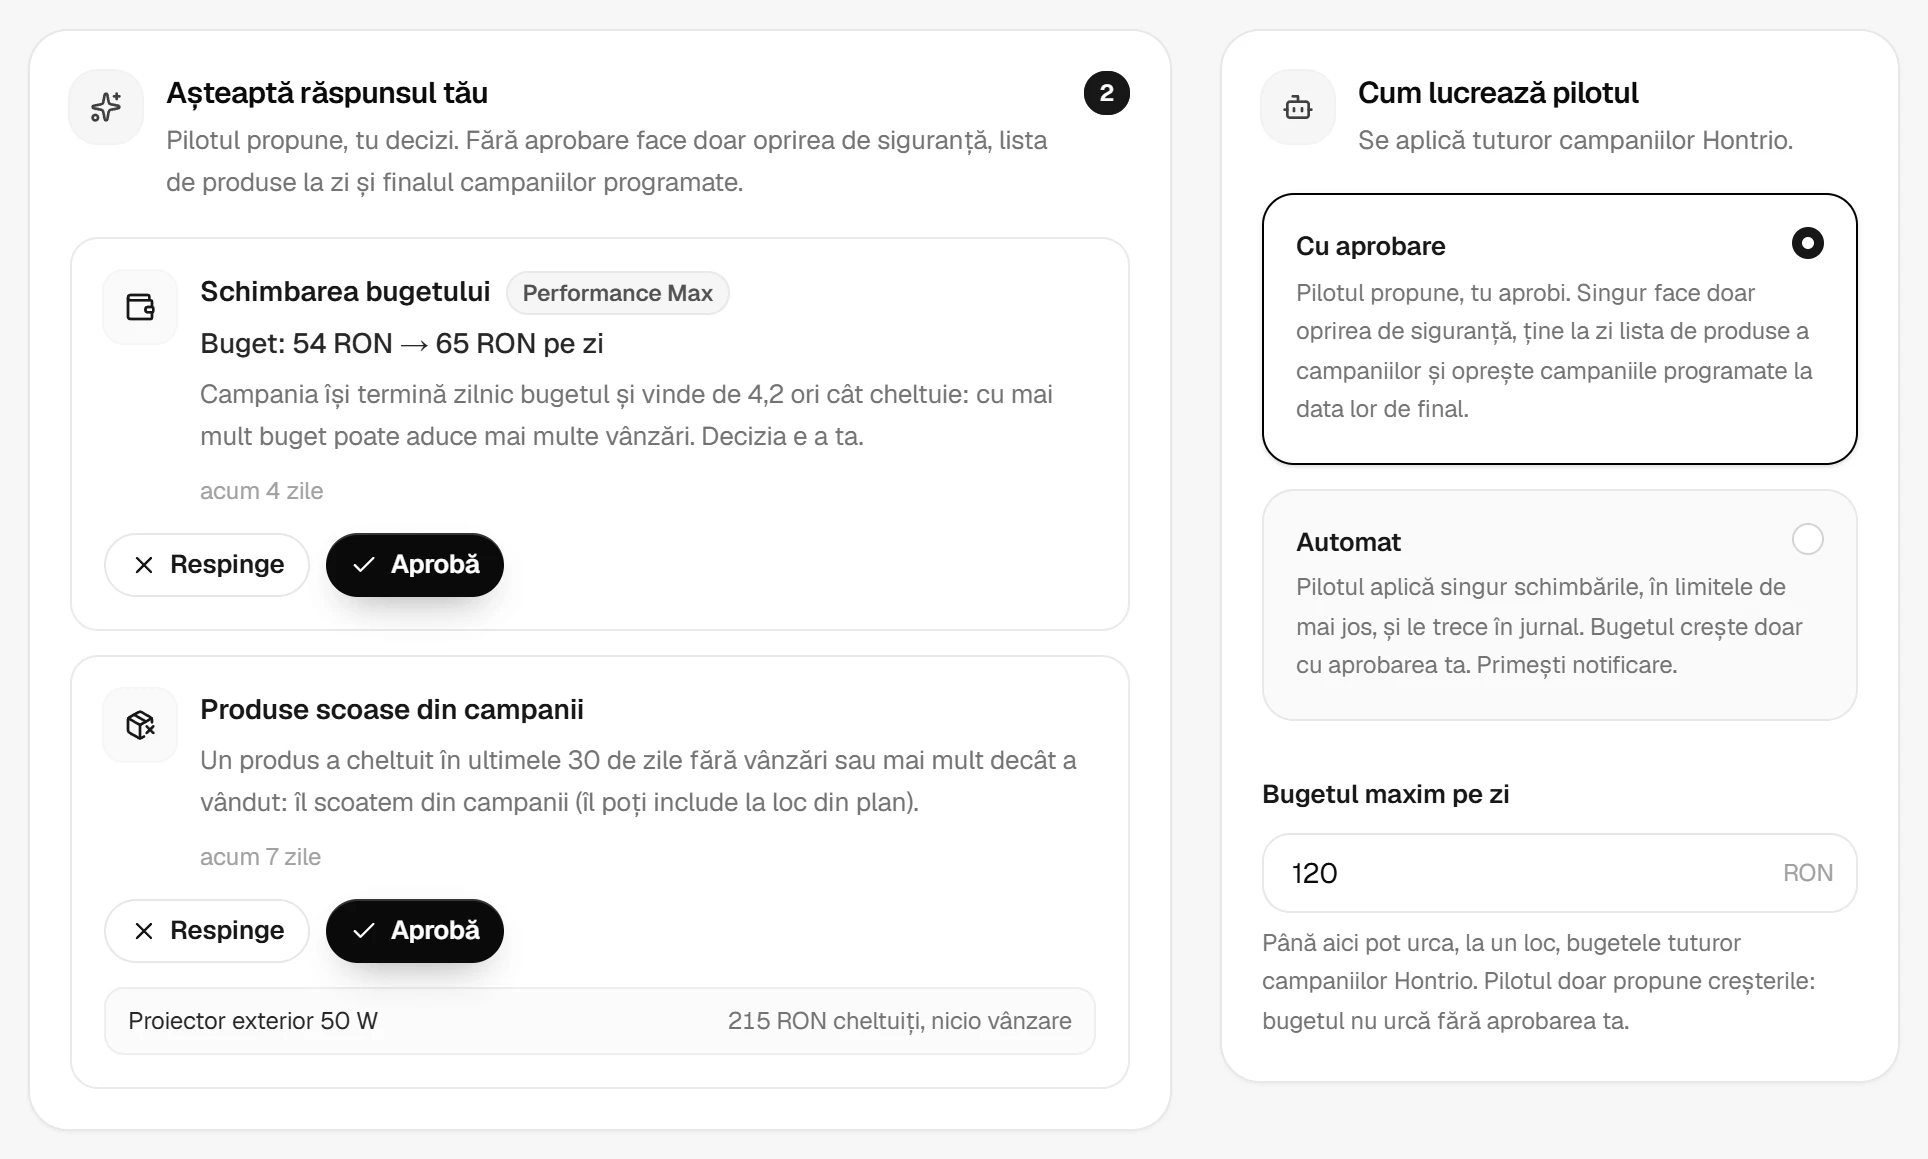 Așteaptă răspunsul tău
2
Pilotul propune, tu decizi. Fără aprobare face doar oprirea de siguranță, lista
de produse la zi și finalul campaniilor programate.
Schimbarea bugetului
Performance Max
Buget: 54 RON → 65 RON pe zi
Campania își termină zilnic bugetul și vinde de 4,2 ori cât cheltuie: cu mai
mult buget poate aduce mai multe vânzări. Decizia e a ta.
acum 4 zile
Respinge
Aprobă
Produse scoase din campanii
Un produs a cheltuit în ultimele 30 de zile fără vânzări sau mai mult decât a
vândut: îl scoatem din campanii (îl poți include la loc din plan).
acum 7 zile
Respinge
Aprobă
Proiector exterior 50 W
215 RON cheltuiți, nicio vânzare
Cum lucrează pilotul
Se aplică tuturor campaniilor Hontrio.
Cu aprobare
Pilotul propune, tu aprobi. Singur face doar
oprirea de siguranță, ține la zi lista de produse a
campaniilor și oprește campaniile programate la
data lor de final.
Automat
Pilotul aplică singur schimbările, în limitele de
mai jos, și le trece în jurnal. Bugetul crește doar
cu aprobarea ta. Primești notificare.
Bugetul maxim pe zi
120
RON
Până aici pot urca, la un loc, bugetele tuturor
campaniilor Hontrio. Pilotul doar propune creșterile:
bugetul nu urcă fără aprobarea ta.